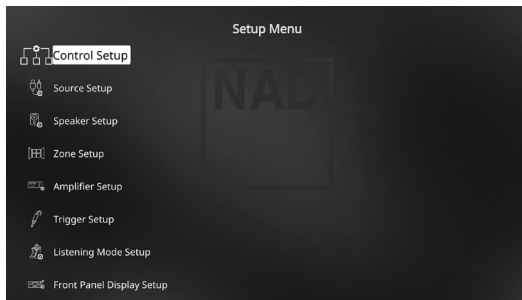 Setup Menu
NAD
Control Setup
Source Setup
Speaker Setup
Zone Setup
Amplifier Setup
Trigger Setup
Listening Mode Setup
Front Panel Display Setup